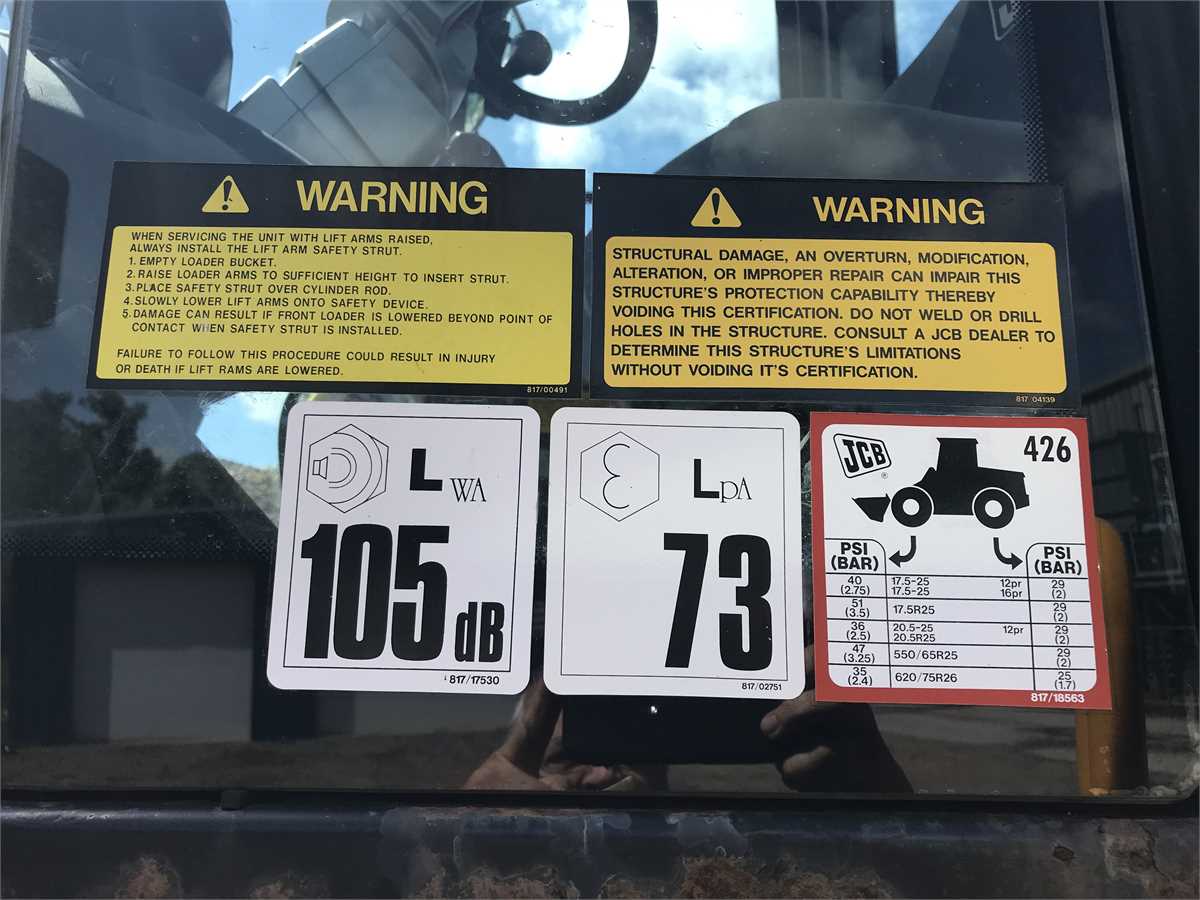 WARNING
WHEN SERVICING THE UNIT WITH LIFT ARMS RAISED,
ALWAYS INSTALL THE LIFT ARM SAFETY STRUT.
1. EMPTY LOADER BUCKET.
2. RAISE LOADER ARMS TO SUFFICIENT HEIGHT TO INSERT STRUT.
3. PLACE SAFETY STRUT OVER CYLINDER ROD.
4. SLOWLY LOWER LIFT ARMS ONTO SAFETY DEVICE.
5. DAMAGE CAN RESULT IF FRONT LOADER IS LOWERED BEYOND POINT OF
CONTACT WHEN SAFETY STRUT IS INSTALLED.
FAILURE TO FOLLOW THIS PROCEDURE COULD RESULT IN INJURY
OR DEATH IF LIFT RAMS ARE LOWERED.
817/00491
WARNING
STRUCTURAL DAMAGE, AN OVERTURN, MODIFICATION,
ALTERATION, OR IMPROPER REPAIR CAN IMPAIR THIS
STRUCTURE'S PROTECTION CAPABILITY THEREBY
VOIDING THIS CERTIFICATION. DO NOT WELD OR DRILL
HOLES IN THE STRUCTURE. CONSULT A JCB DEALER TO
DETERMINE THIS STRUCTURE'S LIMITATIONS
WITHOUT VOIDING IT'S CERTIFICATION.
817 04139
LWA
105 dB
817/17530
LpA
73
817/02751
JCB 426
®
PSI (BAR) PSI (BAR)
40 (2.75) 17.5-25 12pr 29 (2)
17.5-25 16pr
51 (3.5) 17.5R25 29 (2)
36 (2.5) 20.5-25 12pr 29 (2)
20.5R25
47 (3.25) 550/65R25 29 (2)
35 (2.4) 620/75R26 25 (1.7)
817/18563